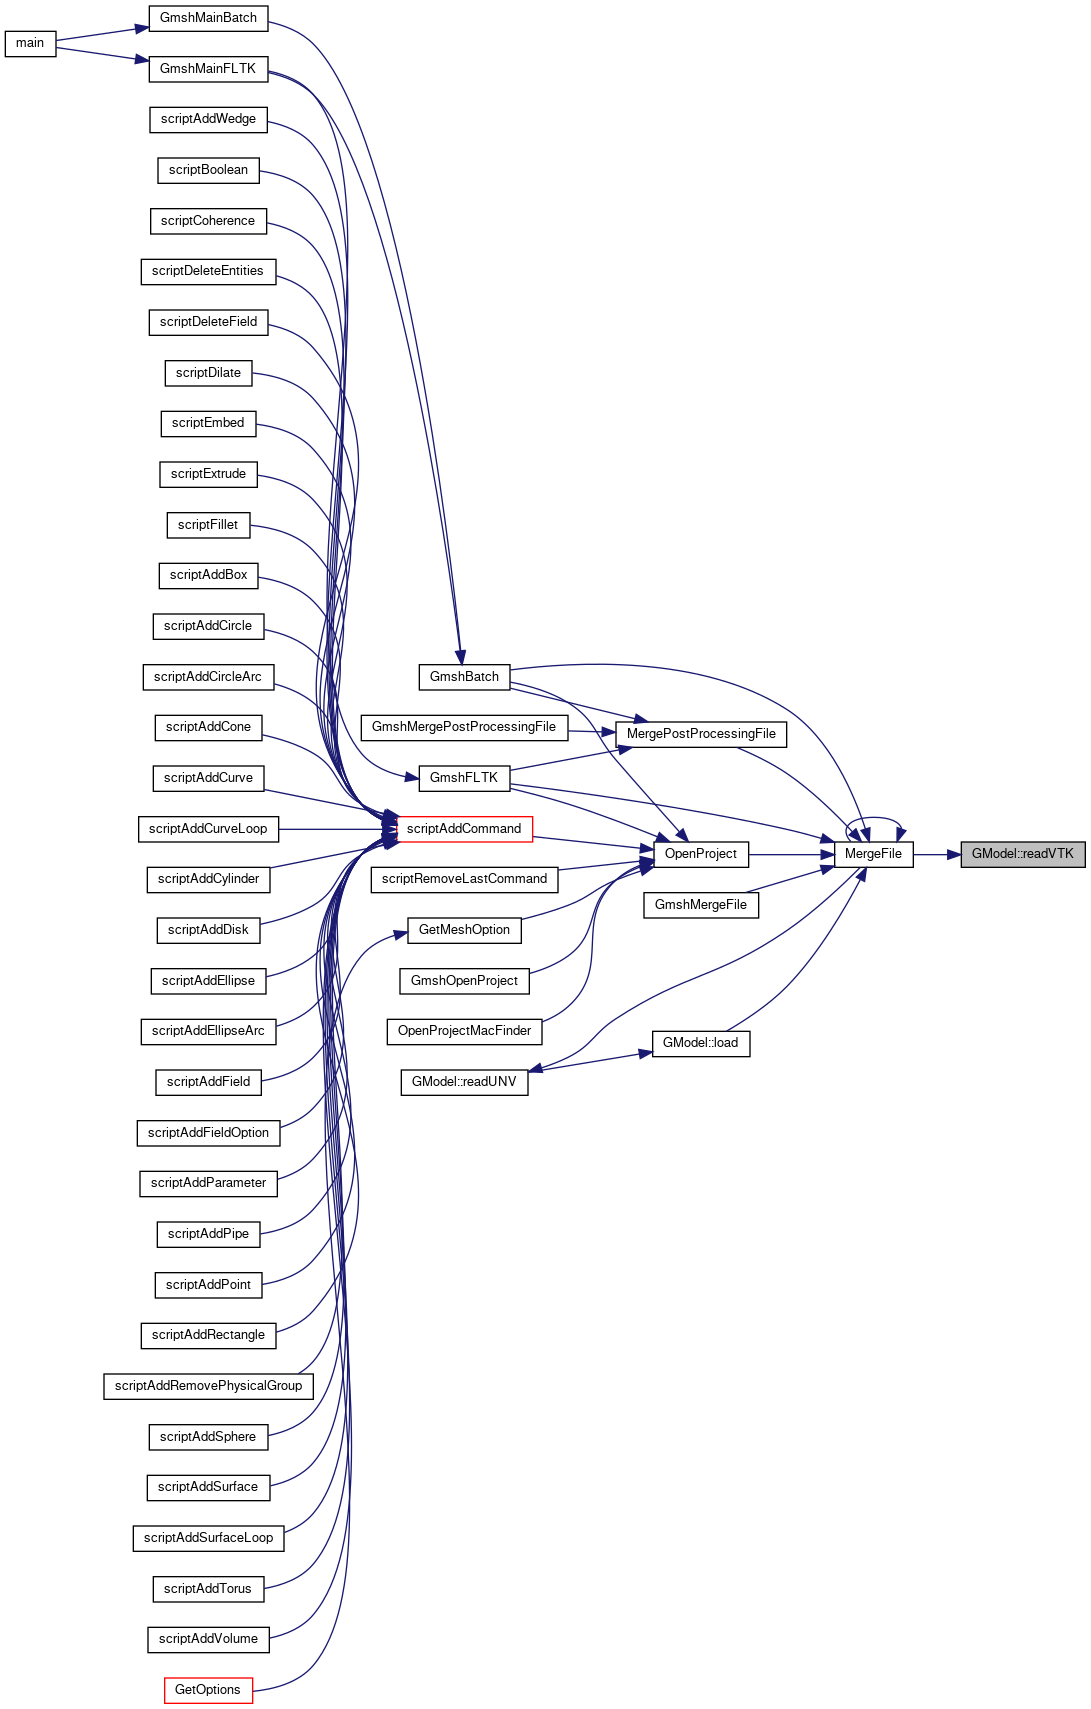 GmshMainBatch
main
GmshMainFLTK
scriptAddWedge
scriptBoolean
scriptCoherence
scriptDeleteEntities
scriptDeleteField
scriptDilate
scriptEmbed
scriptExtrude
scriptFillet
scriptAddBox
scriptAddCircle
scriptAddCircleArc
scriptAddCone
scriptAddCurve
scriptAddCurveLoop
scriptAddCylinder
scriptAddDisk
scriptAddEllipse
scriptAddEllipseArc
scriptAddField
scriptAddFieldOption
scriptAddParameter
scriptAddPipe
scriptAddPoint
scriptAddRectangle
scriptAddRemovePhysicalGroup
scriptAddSphere
scriptAddSurface
scriptAddSurfaceLoop
scriptAddTorus
scriptAddVolume
GetOptions
GmshBatch
GmshMergePostProcessingFile
GmshFLTK
scriptAddCommand
scriptRemoveLastCommand
GetMeshOption
GmshOpenProject
OpenProjectMacFinder
GModel::readUNV
MergePostProcessingFile
OpenProject
GmshMergeFile
GModel::load
MergeFile
GModel::readVTK